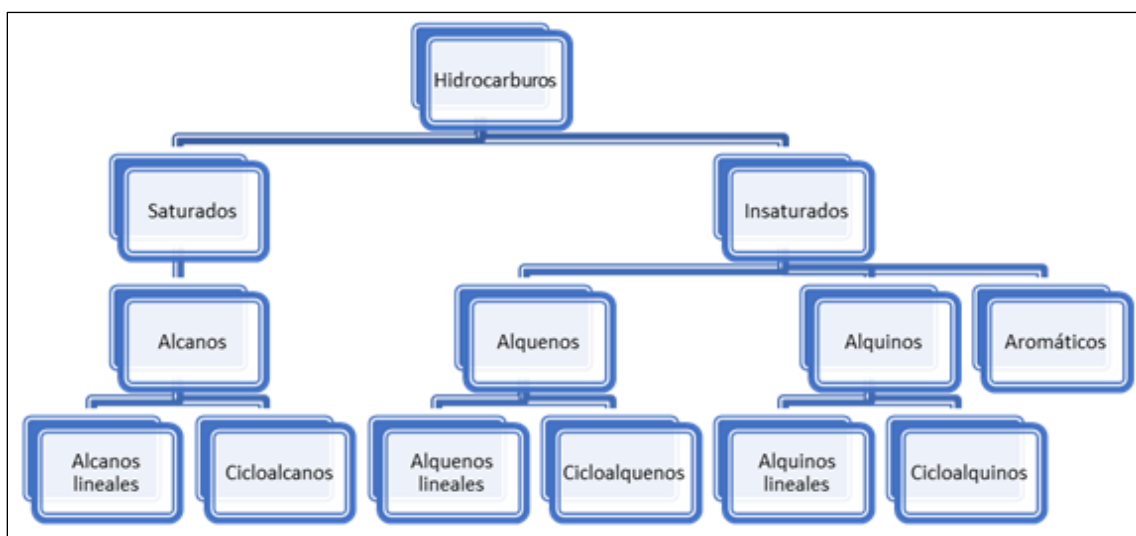 Hidrocarburos
Saturados
Insaturados
Alcanos
Alquenos
Alquinos
Aromáticos
Alcanos
lineales
Cicloalcanos
Alquenos
lineales
Cicloalquenos
Alquinos
lineales
Cicloalquinos